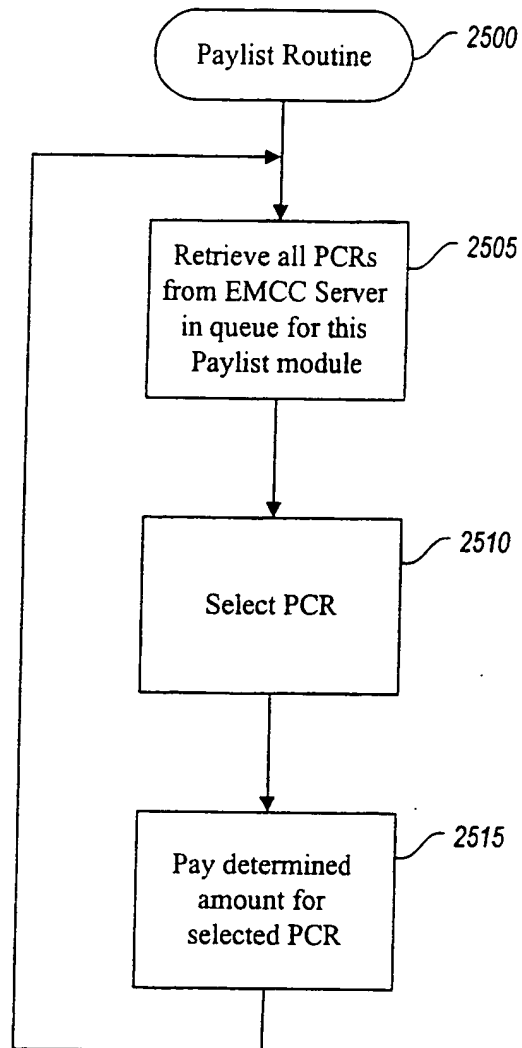 Paylist Routine
2500
Retrieve all PCRs
from EMCC Server
in queue for this
Paylist module
2505
Select PCR
2510
Pay determined
amount for
selected PCR
2515